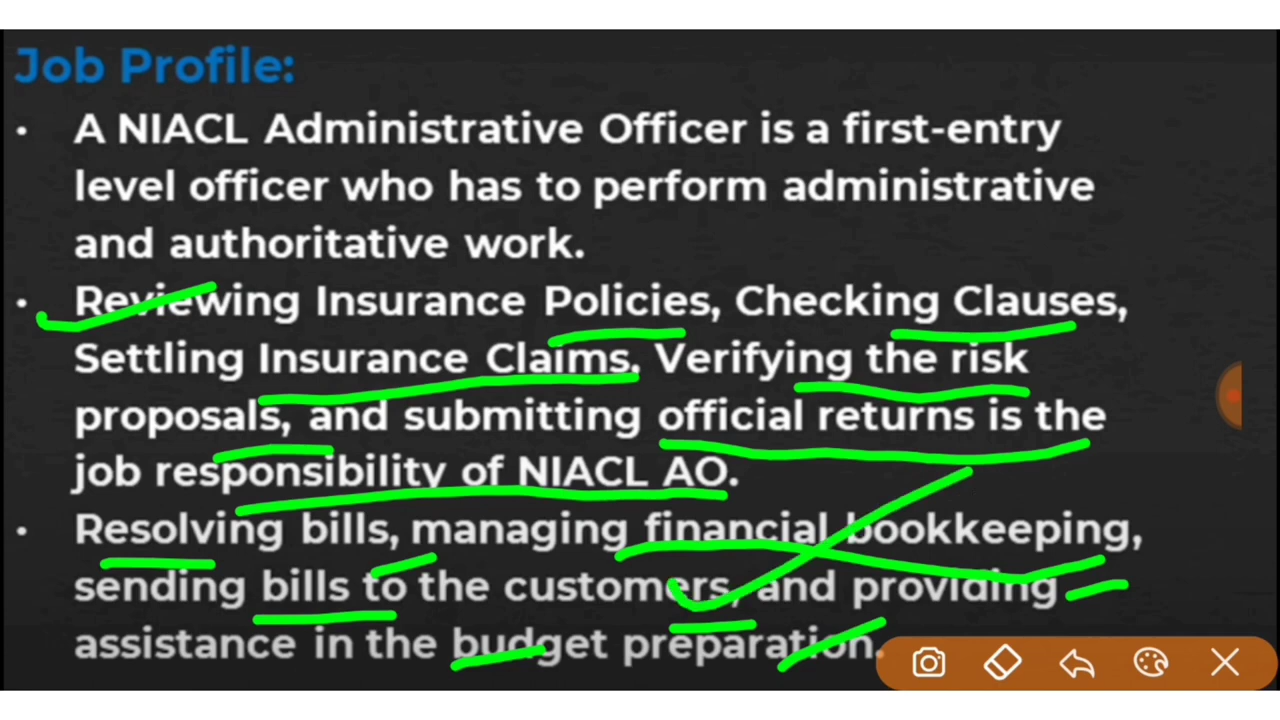 Job Profile:
• A NIACL Administrative Officer is a first-entry
level officer who has to perform administrative
and authoritative work.
• Reviewing Insurance Policies, Checking Clauses,
Settling Insurance Claims. Verifying the risk
proposals, and submitting official returns is the
job responsibility of NIACL AO.
• Resolving bills, managing financial bookkeeping,
sending bills to the customers, and providing
assistance in the budget preparation.